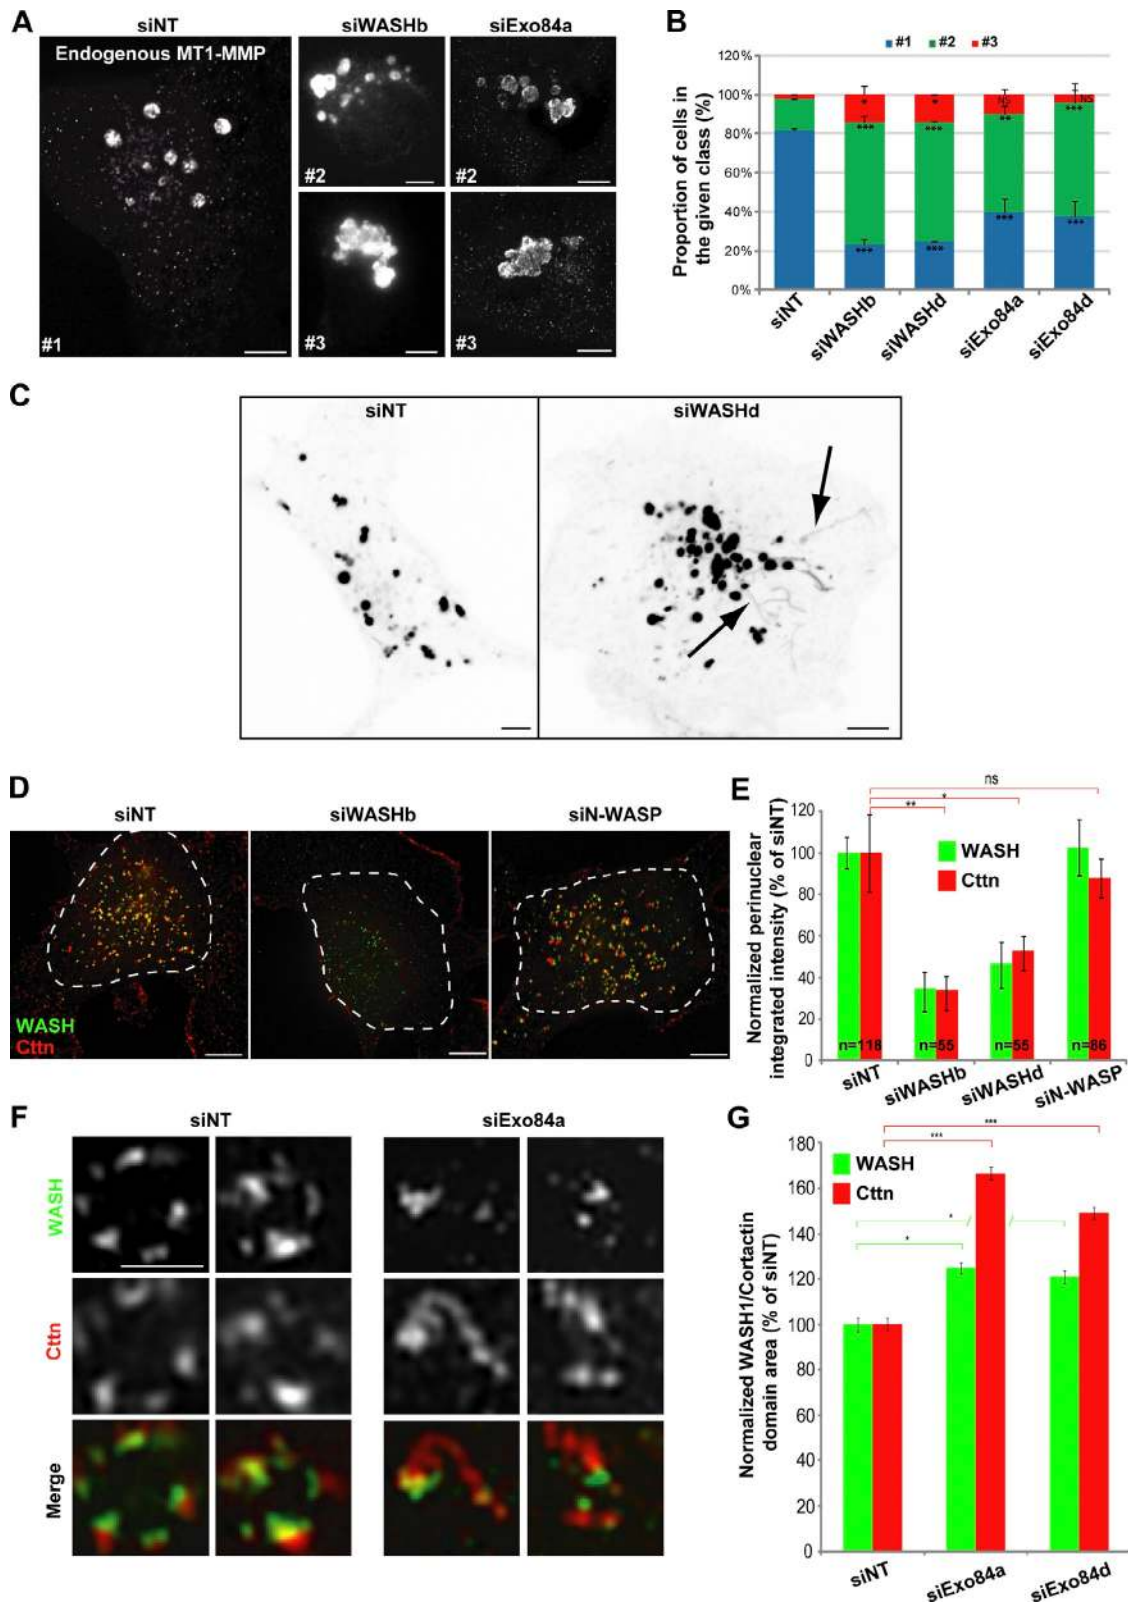 A
siNT
siWASHb
siExo84a
Endogenous MT1-MMP
#1
#2
#2
#3
#3
B
#1 #2 #3
Proportion of cells in
the given class (%)
120%
100%
80%
60%
40%
20%
0%
*
*
NS
NS
***
***
**
***
***
***
***
***
siNT
siWASHb
siWASHd
siExo84a
siExo84d
C
siNT
siWASHd
D
siNT
siWASHb
siN-WASP
WASH
Cttn
E
ns
*
**
WASH
Cttn
Normalized perinuclear
integrated intensity (% of siNT)
120
100
80
60
40
20
0
n=118
n=55
n=55
n=86
siNT
siWASHb
siWASHd
siN-WASP
F
siNT
siExo84a
WASH
Cttn
Merge
G
***
***
WASH
Cttn
*
*
Normalized WASH1/Cortactin
domain area (% of siNT)
180
160
140
120
100
80
60
40
20
0
siNT
siExo84a
siExo84d